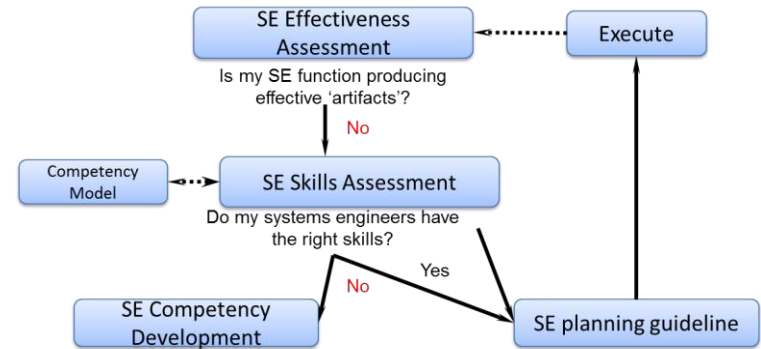 SE Effectiveness
Assessment
Execute
Is my SE function producing
effective 'artifacts'?
No
Competency
Model
SE Skills Assessment
Do my systems engineers have
the right skills?
Yes
No
SE Competency
Development
SE planning guideline